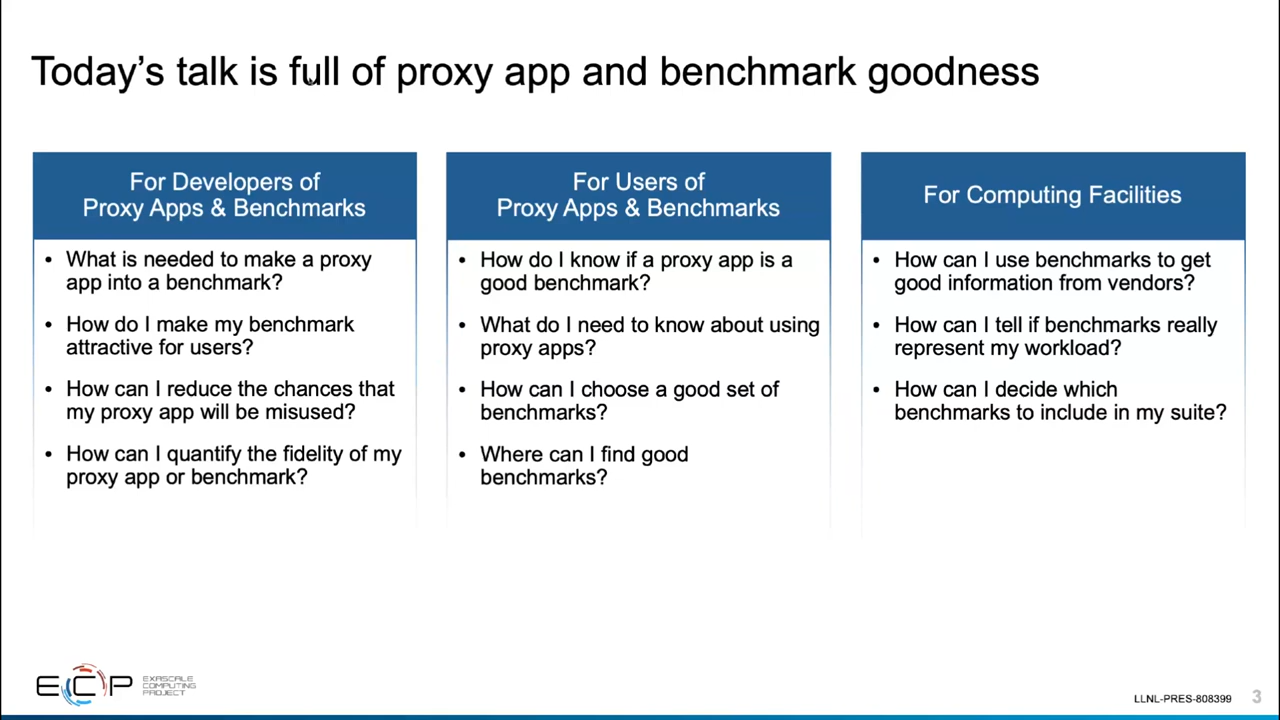 Today's talk is full of proxy app and benchmark goodness
For Developers of
Proxy Apps & Benchmarks
• What is needed to make a proxy
app into a benchmark?
• How do I make my benchmark
attractive for users?
• How can I reduce the chances that
my proxy app will be misused?
• How can I quantify the fidelity of my
proxy app or benchmark?
For Users of
Proxy Apps & Benchmarks
• How do I know if a proxy app is a
good benchmark?
• What do I need to know about using
proxy apps?
• How can I choose a good set of
benchmarks?
• Where can I find good
benchmarks?
For Computing Facilities
• How can I use benchmarks to get
good information from vendors?
• How can I tell if benchmarks really
represent my workload?
• How can I decide which
benchmarks to include in my suite?
ECP
EXASCALE
COMPUTING
PROJECT
LLNL-PRES-808399
3